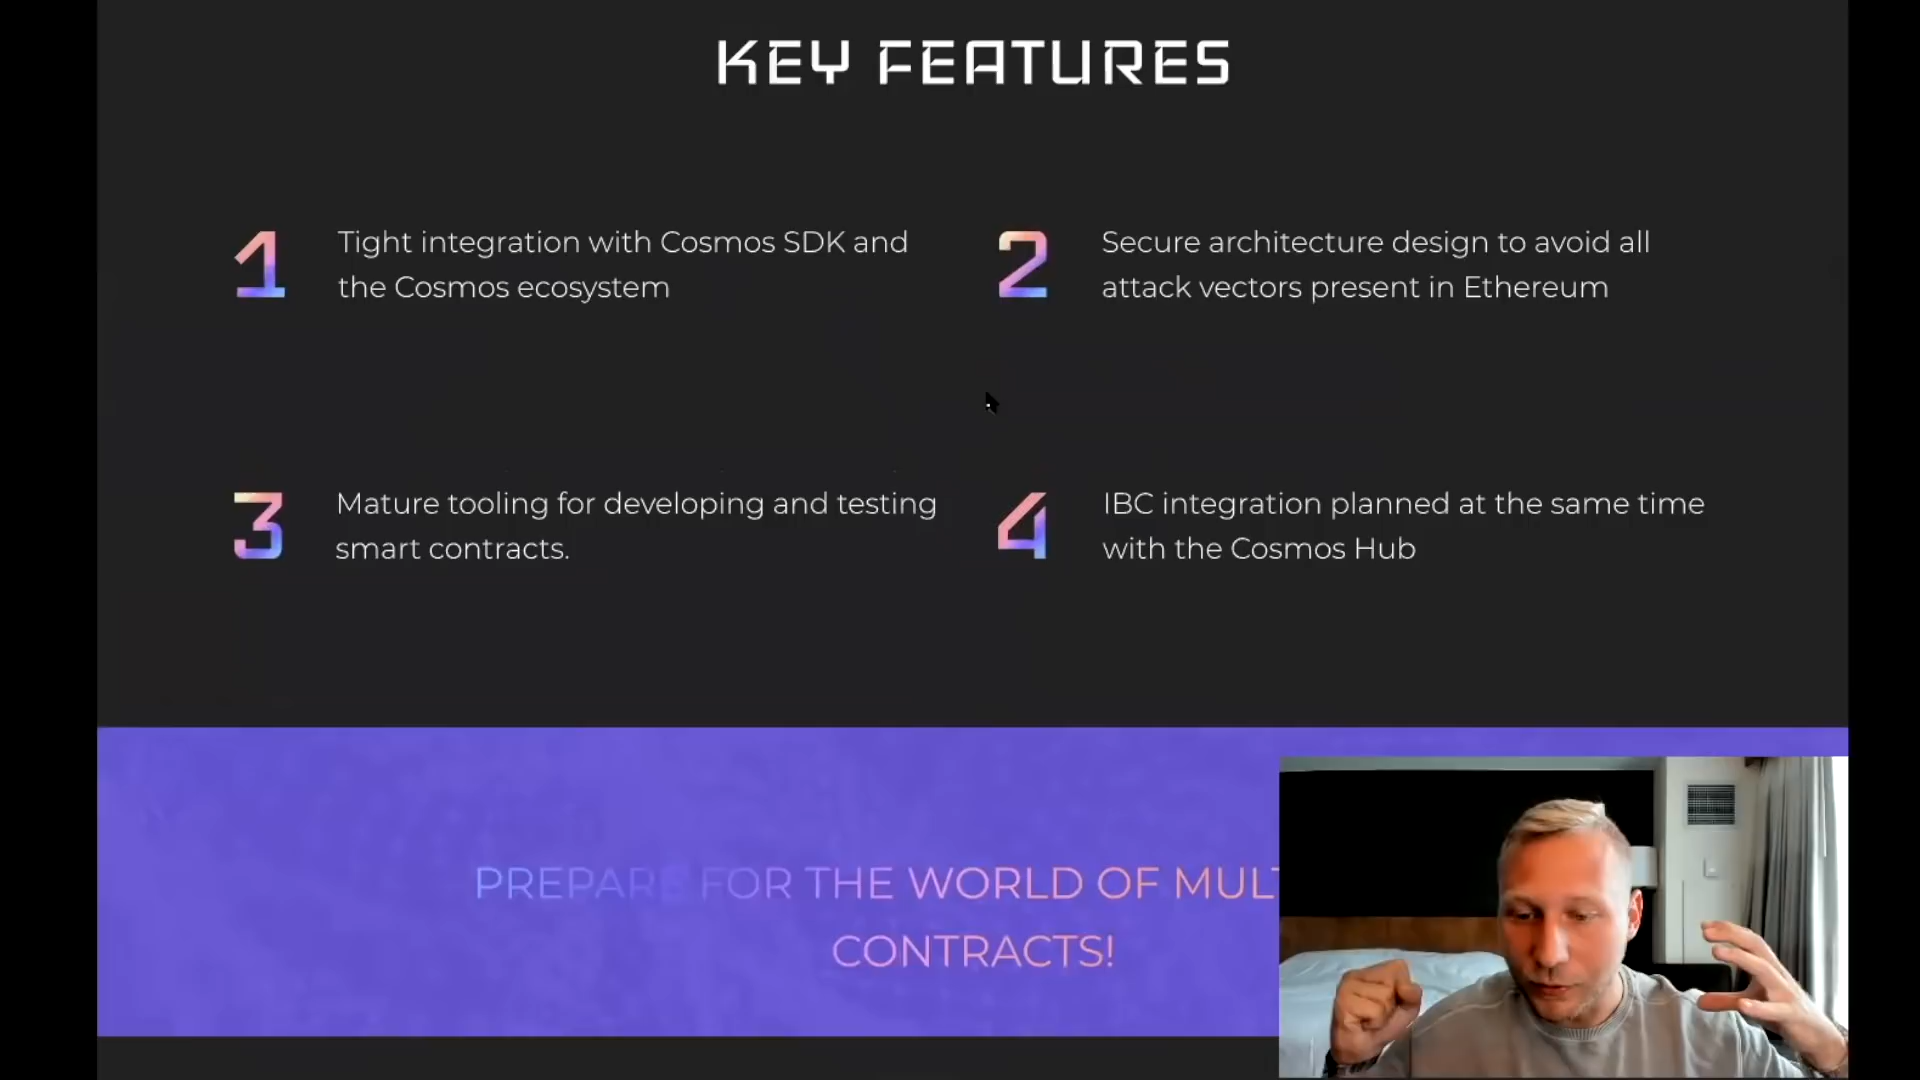 KEY FEATURES
1
Tight integration with Cosmos SDK and
the Cosmos ecosystem
2
Secure architecture design to avoid all
attack vectors present in Ethereum
3
Mature tooling for developing and testing
smart contracts.
4
IBC integration planned at the same time
with the Cosmos Hub
PREPARE FOR THE WORLD OF
CONTRACTS!